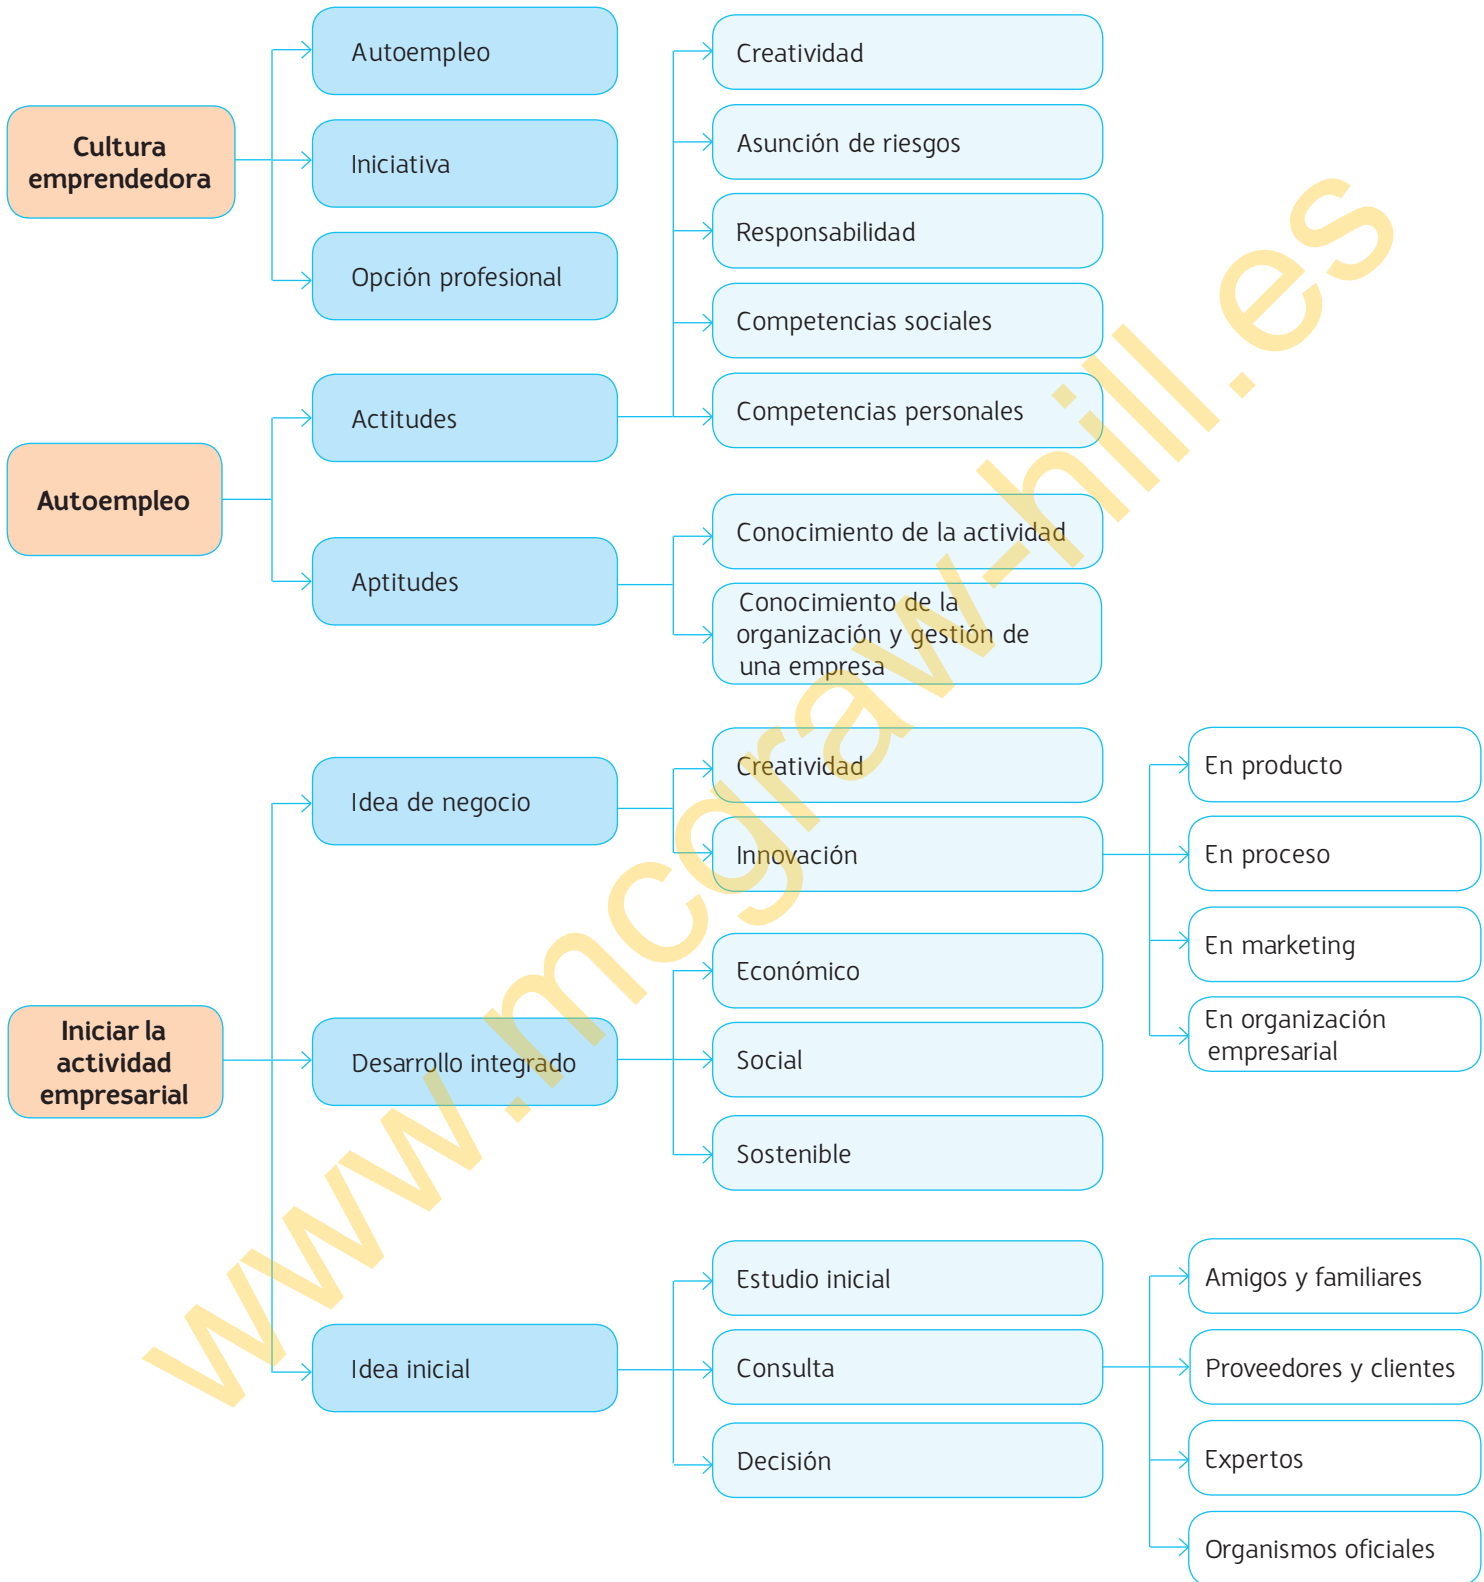 Cultura
emprendedora
Autoempleo
Iniciativa
Opción profesional
Autoempleo
Actitudes
Creatividad
Asunción de riesgos
Responsabilidad
Competencias sociales
Competencias personales
Aptitudes
Conocimiento de la actividad
Conocimiento de la
organización y gestión de
una empresa
Iniciar la
actividad
empresarial
Idea de negocio
Creatividad
Innovación
En producto
En proceso
En marketing
En organización
empresarial
Desarrollo integrado
Económico
Social
Sostenible
Idea inicial
Estudio inicial
Consulta
Amigos y familiares
Proveedores y clientes
Expertos
Organismos oficiales
Decisión
www.mcgraw-hill.es